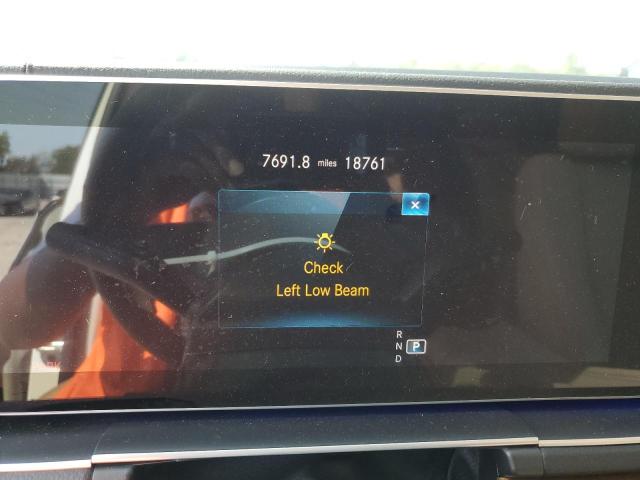 7691.8 miles 18761
×
Check
Left Low Beam
R
N P
D